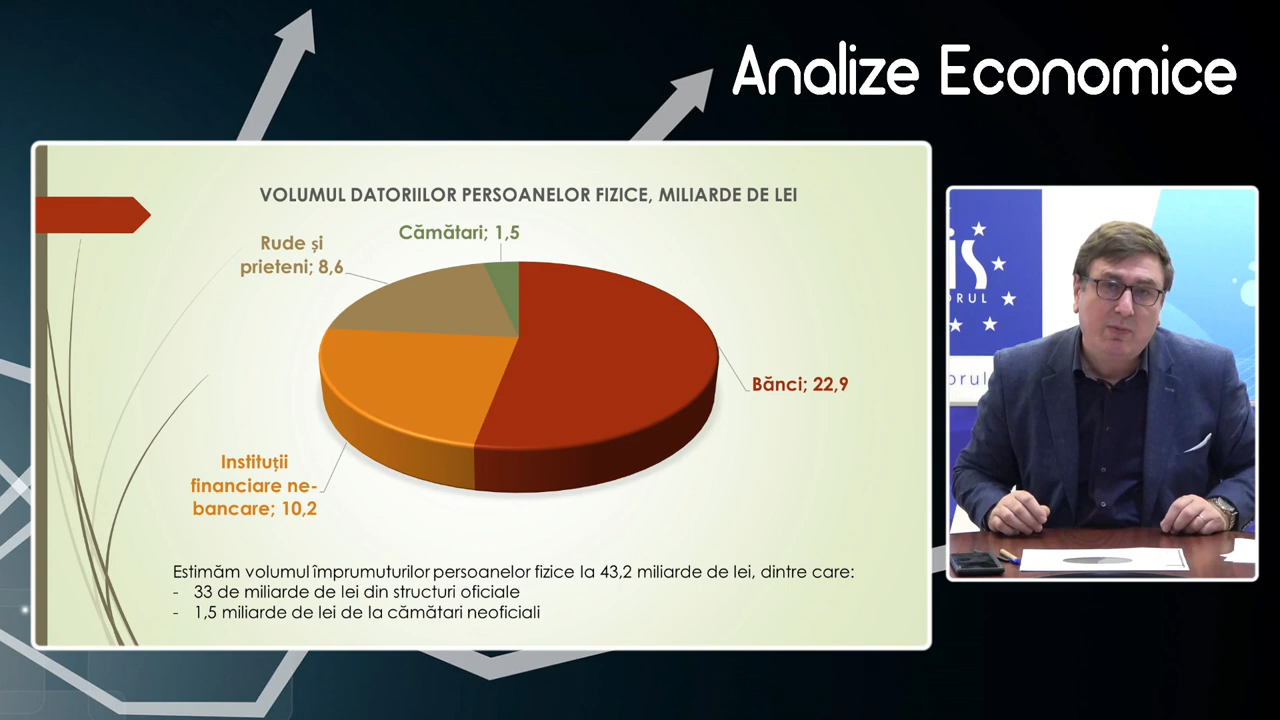 Analize Economice
VOLUMUL DATORIILOR PERSOANELOR FIZICE, MILIARDE DE LEI
Cămătari; 1,5
Rude și
prieteni; 8,6
Bănci; 22,9
Instituții
financiare ne-
bancare; 10,2
Estimăm volumul împrumuturilor persoanelor fizice la 43,2 miliarde de lei, dintre care:
- 33 de miliarde de lei din structuri oficiale
- 1,5 miliarde de lei de la cămătari neoficiali